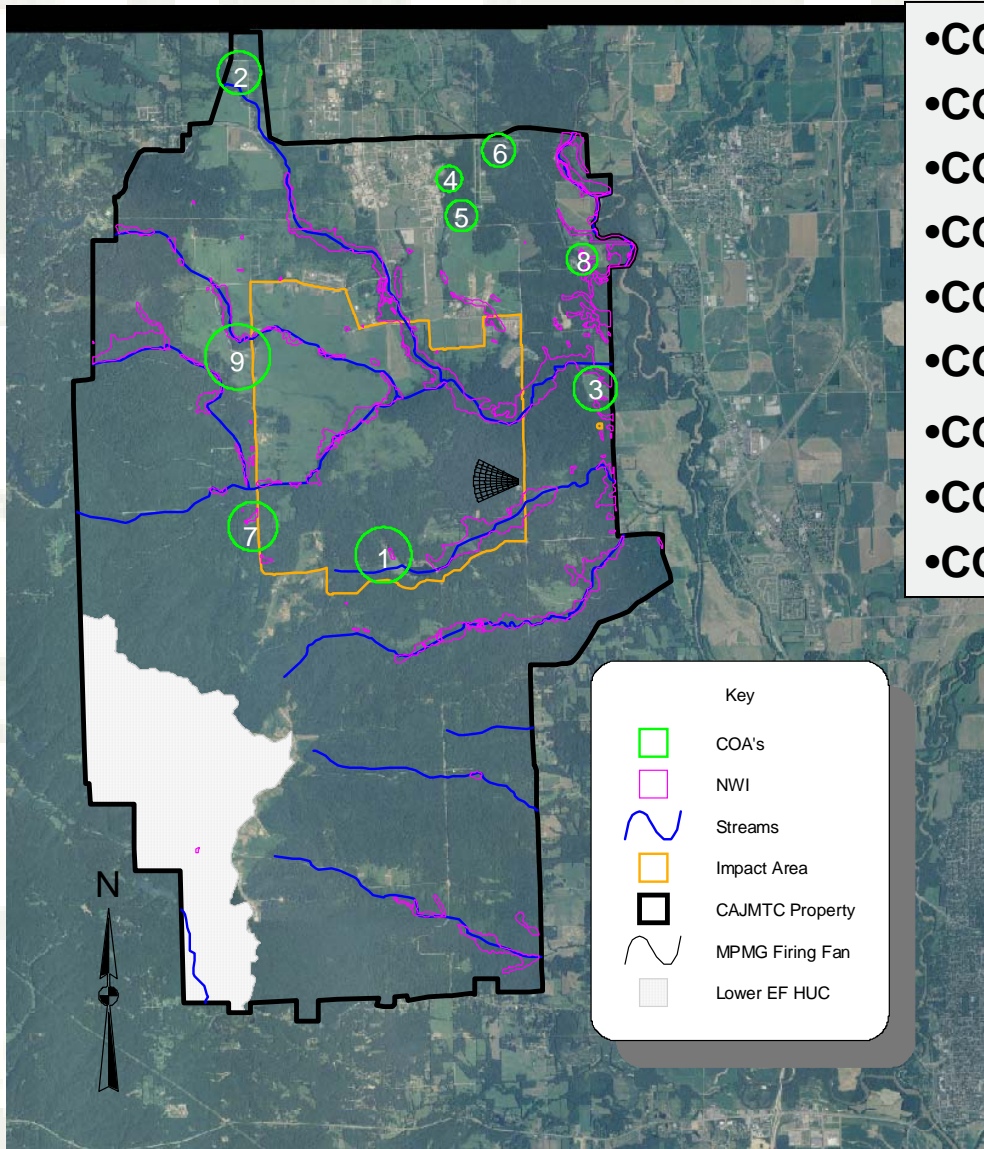 2
6
4
5
8
9
3
7
1
•CO
•CO
•CO
•CO
•CO
•CO
•CO
•CO
•CO
Key
COA's
NWI
Streams
Impact Area
CAJMTC Property
MPMG Firing Fan
Lower EF HUC
N